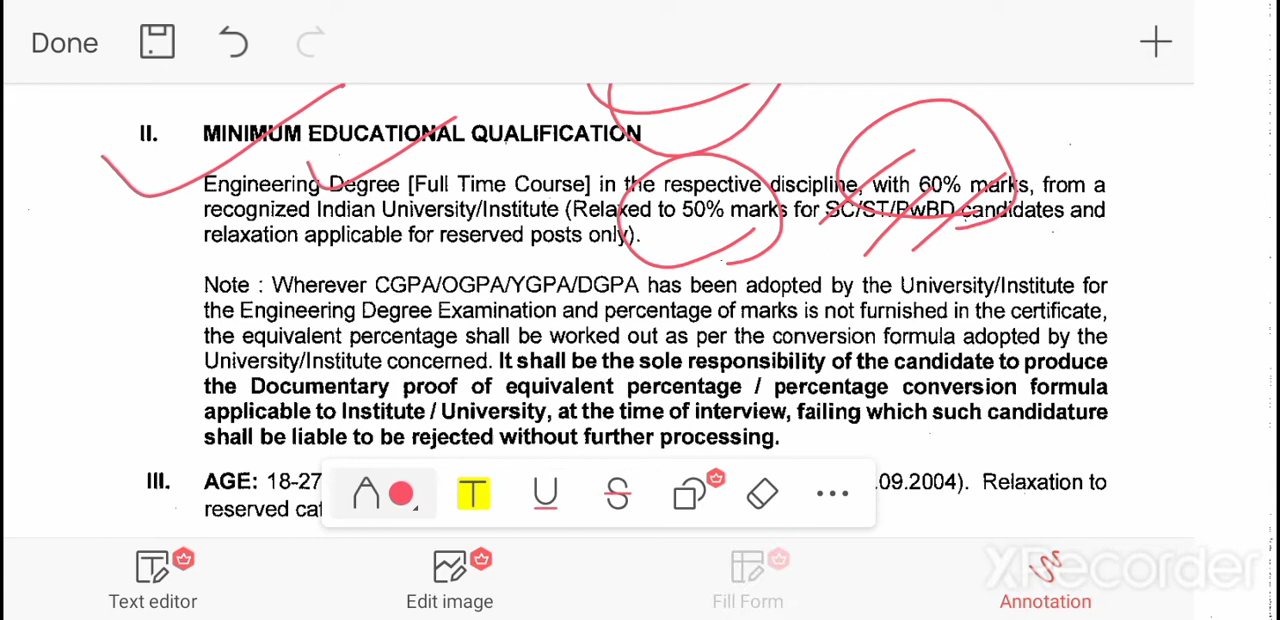 Done
II. MINIMUM EDUCATIONAL QUALIFICATION
Engineering Degree [Full Time Course] in the respective discipline, with 60% marks, from a
recognized Indian University/Institute (Relaxed to 50% marks for SC/ST/PwBD candidates and
relaxation applicable for reserved posts only).
Note : Wherever CGPA/OGPA/YGPA/DGPA has been adopted by the University/Institute for
the Engineering Degree Examination and percentage of marks is not furnished in the certificate,
the equivalent percentage shall be worked out as per the conversion formula adopted by the
University/Institute concerned. It shall be the sole responsibility of the candidate to produce
the Documentary proof of equivalent percentage / percentage conversion formula
applicable to Institute / University, at the time of interview, failing which such candidature
shall be liable to be rejected without further processing.
III. AGE: 18-27 .09.2004). Relaxation to
reserved
T U S
Text editor Edit image Fill Form Annotation
XRecorder